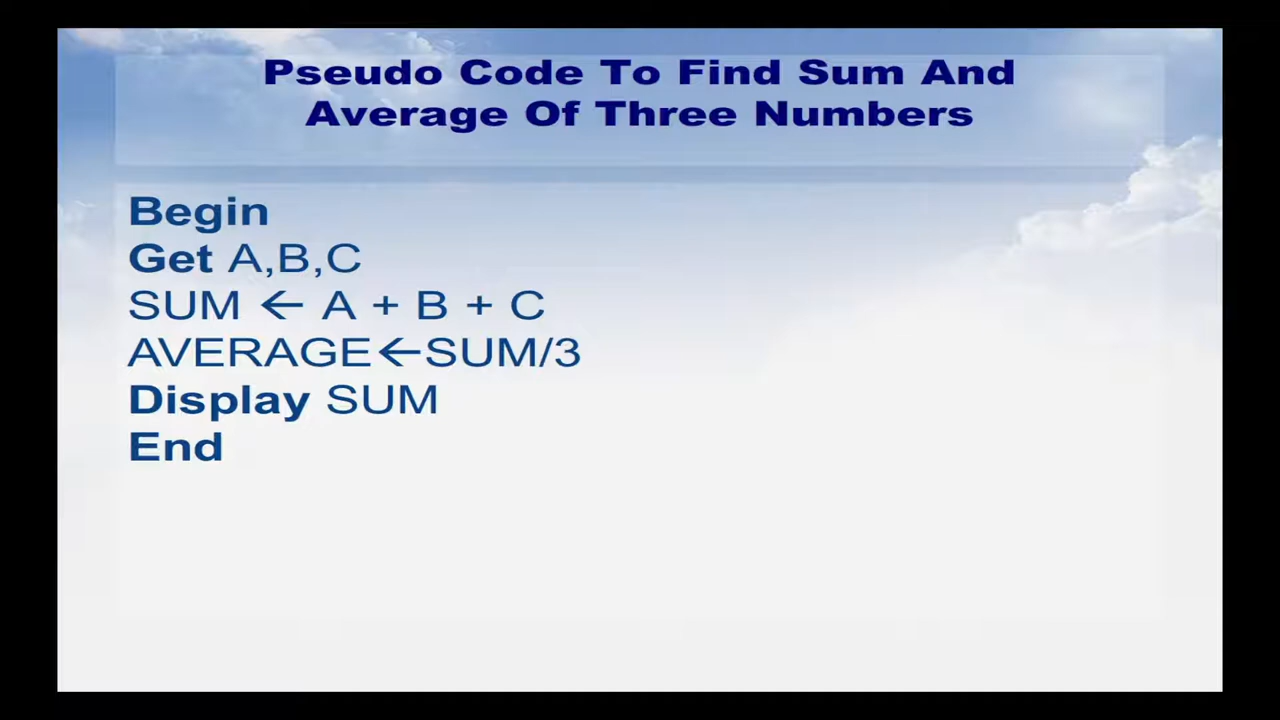 Pseudo Code To Find Sum And
Average Of Three Numbers
Begin
Get A,B,C
SUM ← A + B + C
AVERAGE←SUM/3
Display SUM
End